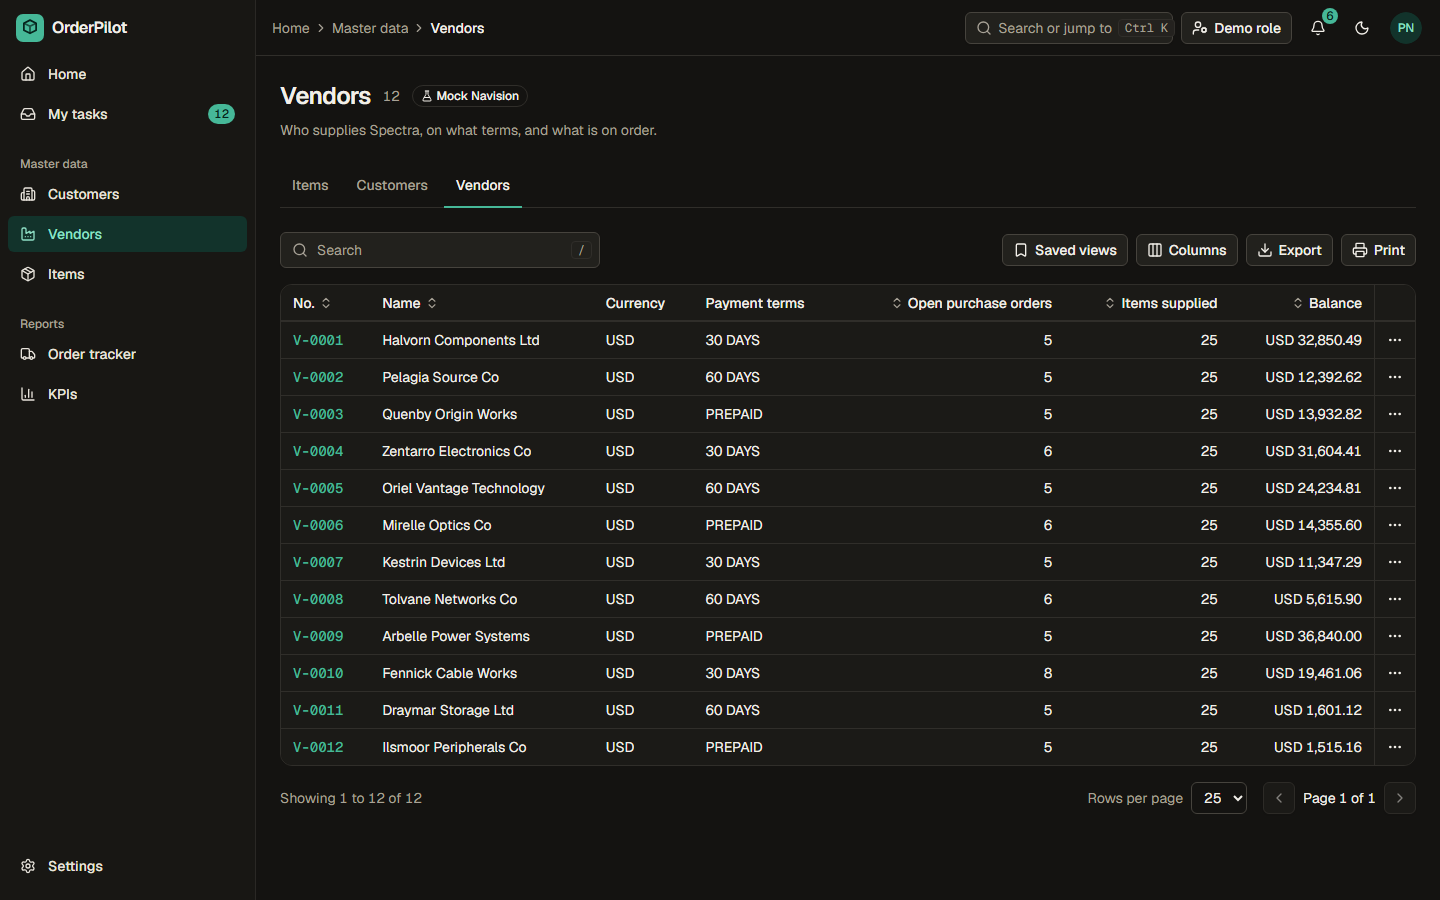 OrderPilot
Home
My tasks 12
Master data
Customers
Vendors
Items
Reports
Order tracker
KPIs
Settings
Home > Master data > Vendors
Search or jump to Ctrl K
Demo role
6
PN
Vendors 12 Mock Navision
Who supplies Spectra, on what terms, and what is on order.
Items Customers Vendors
Search /
Saved views Columns Export Print
No. Name Currency Payment terms Open purchase orders Items supplied Balance
V-0001 Halvorn Components Ltd USD 30 DAYS 5 25 USD 32,850.49
V-0002 Pelagia Source Co USD 60 DAYS 5 25 USD 12,392.62
V-0003 Quenby Origin Works USD PREPAID 5 25 USD 13,932.82
V-0004 Zentarro Electronics Co USD 30 DAYS 6 25 USD 31,604.41
V-0005 Oriel Vantage Technology USD 60 DAYS 5 25 USD 24,234.81
V-0006 Mirelle Optics Co USD PREPAID 6 25 USD 14,355.60
V-0007 Kestrin Devices Ltd USD 30 DAYS 5 25 USD 11,347.29
V-0008 Tolvane Networks Co USD 60 DAYS 6 25 USD 5,615.90
V-0009 Arbelle Power Systems USD PREPAID 5 25 USD 36,840.00
V-0010 Fennick Cable Works USD 30 DAYS 8 25 USD 19,461.06
V-0011 Draymar Storage Ltd USD 60 DAYS 5 25 USD 1,601.12
V-0012 Ilsmoor Peripherals Co USD PREPAID 5 25 USD 1,515.16
Showing 1 to 12 of 12
Rows per page 25
Page 1 of 1